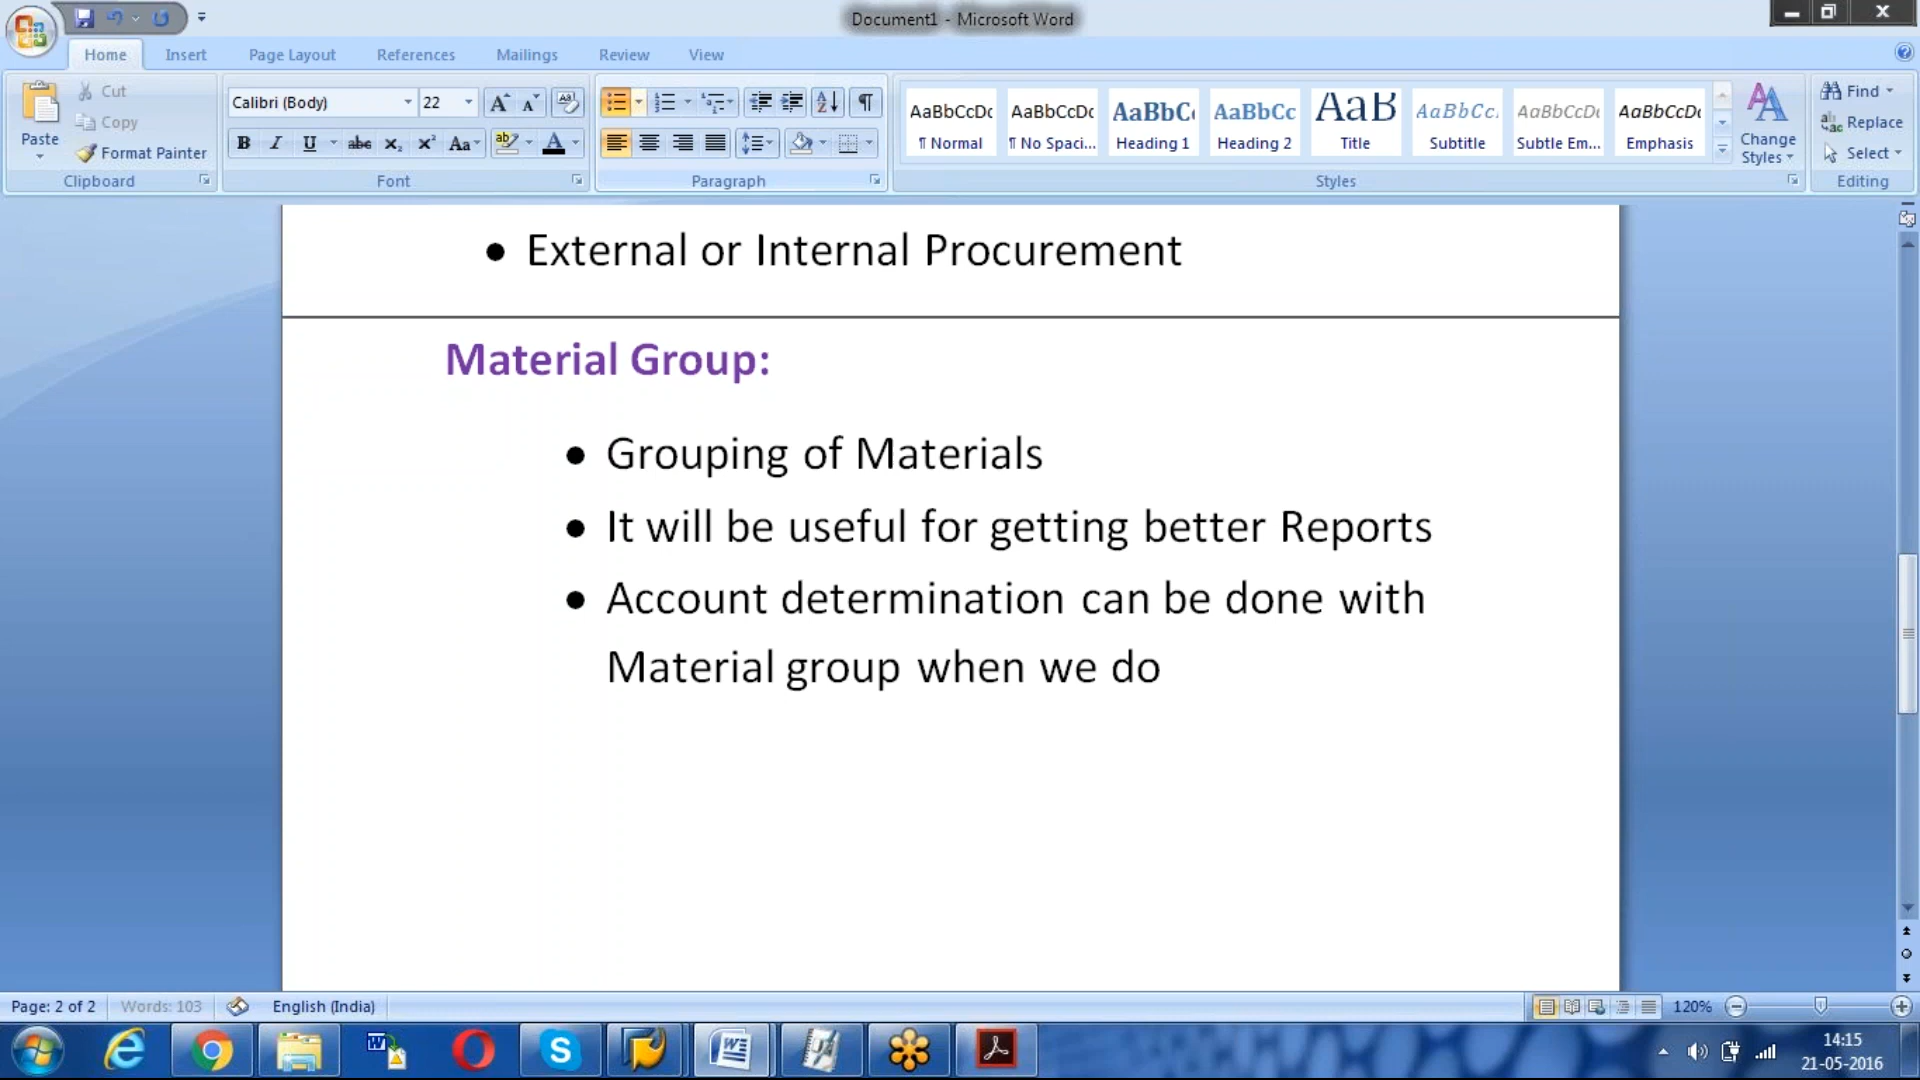 Document1 - Microsoft Word
Home Insert Page Layout References Mailings Review View
Paste
Cut
Copy
Format Painter
Clipboard
Calibri (Body) 22
Font
Paragraph
AaBbCcDc AaBbCcDc AaBbC AaBbCc AaB AaBbCc. AaBbCcDc AaBbCcDc
¶ Normal ¶ No Spaci... Heading 1 Heading 2 Title Subtitle Subtle Em... Emphasis
Change Styles
Styles
Find
Replace
Select
Editing
● External or Internal Procurement
Material Group:
● Grouping of Materials
● It will be useful for getting better Reports
● Account determination can be done with
Material group when we do
Page: 2 of 2 Words: 103 English (India) 120%
14:15
21-05-2016